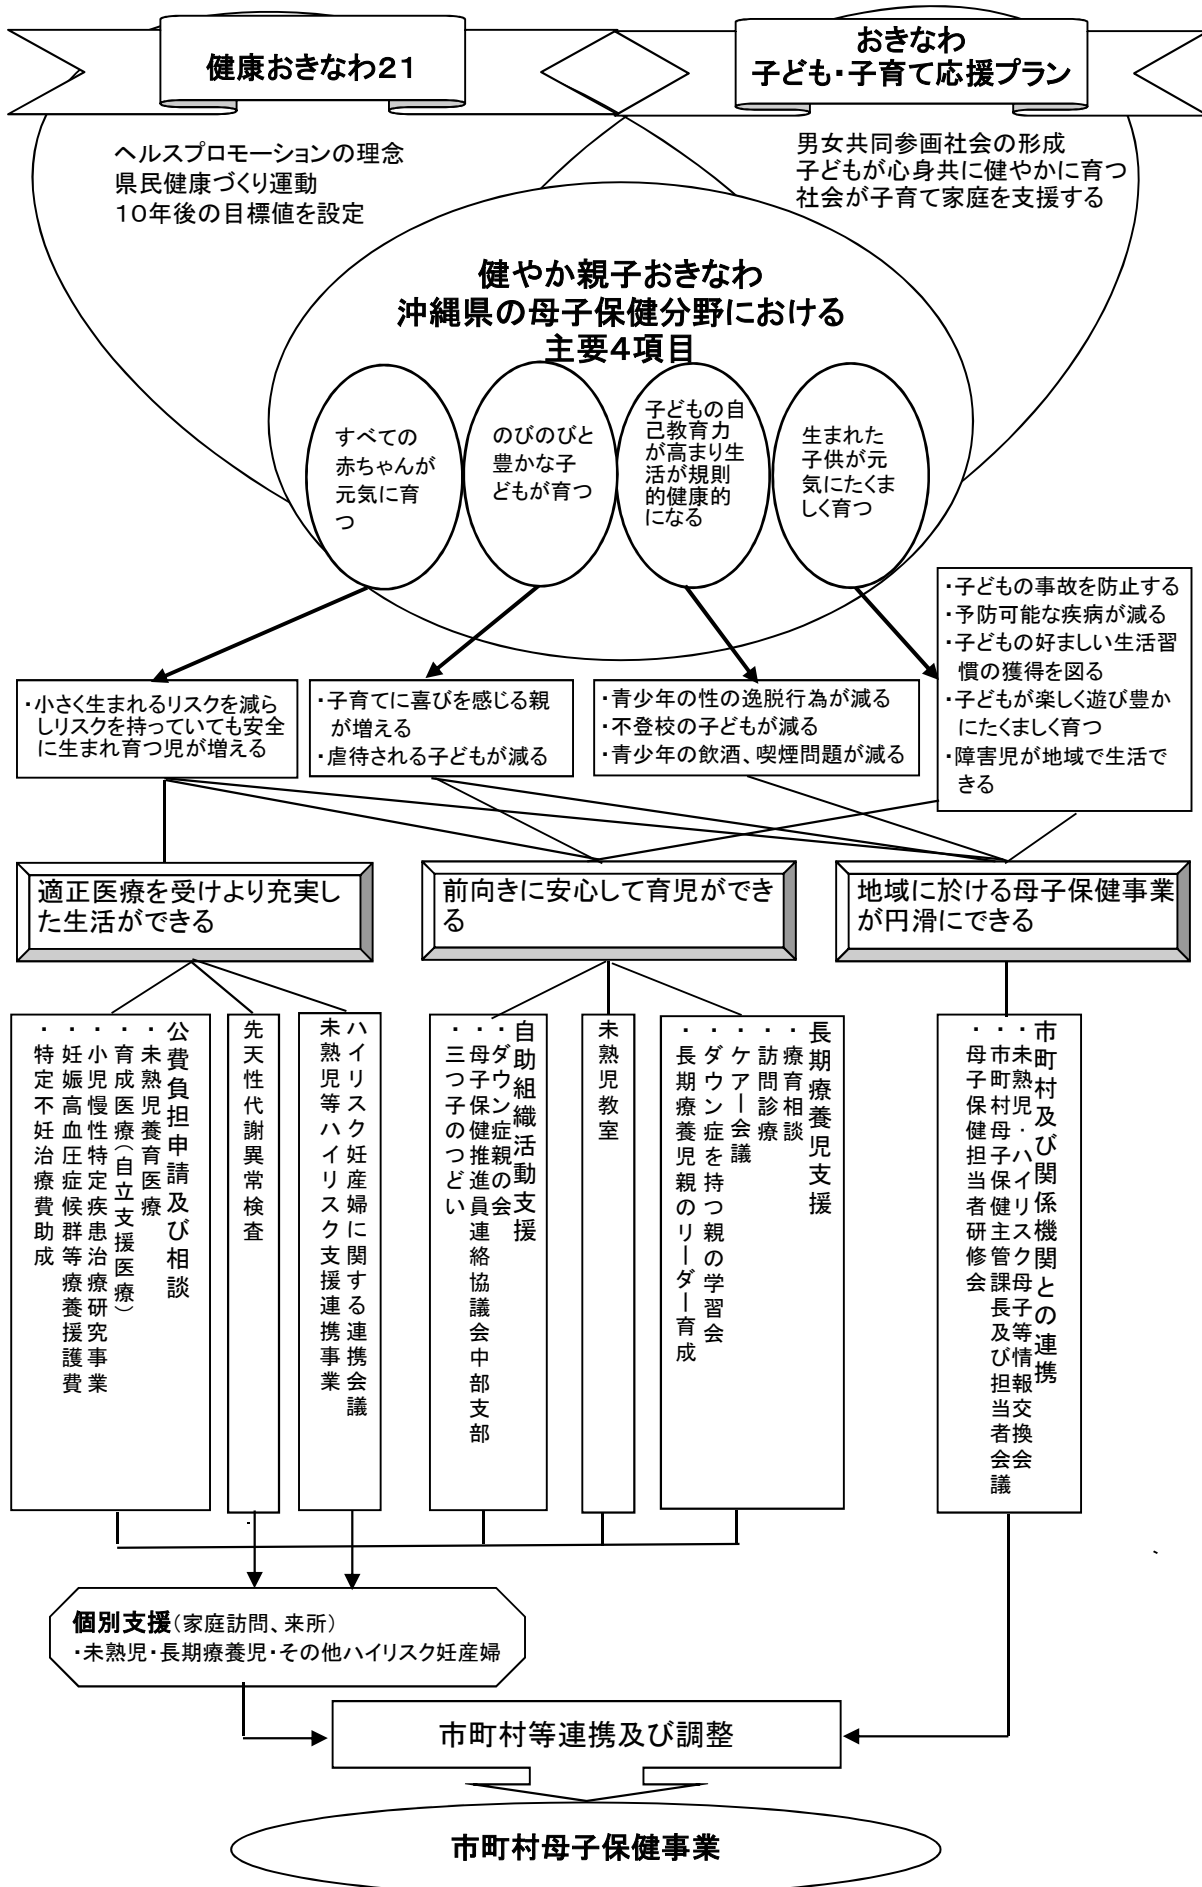 健康おきなわ21
おきなわ
子ども・子育て応援プラン
ヘルスプロモーションの理念
県民健康づくり運動
10年後の目標値を設定
男女共同参画社会の形成
子どもが心身共に健やかに育つ
社会が子育て家庭を支援する
健やか親子おきなわ
沖縄県の母子保健分野における
主要4項目
すべての
赤ちゃんが
元気に育
つ
のびのびと
豊かな子
どもが育つ
子どもの自
己教育力
が高まり生
活が規則
的健康的
になる
生まれた
子供が元
気にたくま
しく育つ
・小さく生まれるリスクを減ら
しリスクを持っていても安全
に生まれ育つ児が増える
・子育てに喜びを感じる親
が増える
・虐待される子どもが減る
・青少年の性の逸脱行為が減る
・不登校の子どもが減る
・青少年の飲酒、喫煙問題が減る
・子どもの事故を防止する
・予防可能な疾病が減る
・子どもの好ましい生活習
慣の獲得を図る
・子どもが楽しく遊び豊か
にたくましく育つ
・障害児が地域で生活で
きる
適正医療を受けより充実し
た生活ができる
前向きに安心して育児ができ
る
地域に於ける母子保健事業
が円滑にできる
公費負担申請及び相談
・未熟児養育医療
・育成医療(自立支援医療)
・小児慢性特定疾患治療研究事業
・妊娠高血圧症候群等療養援護費
・特定不妊治療費助成
先天性代謝異常検査
ハイリスク妊産婦に関する連携会議
未熟児等ハイリスク支援連携事業
自助組織活動支援
・ダウン症親の会
・母子保健推進員連絡協議会中部支部
・三つ子のつどい
未熟児教室
長期療養児支援
・療育相談
・訪問診療
・ケアー会議
・ダウン症を持つ親の学習会
・長期療養児親のリーダー育成
市町村及び関係機関との連携
・未熟児・ハイリスク母子等情報交換会
・市町村母子保健主管課長及び担当者会議
・母子保健担当者研修会
個別支援(家庭訪問、来所)
・未熟児・長期療養児・その他ハイリスク妊産婦
市町村等連携及び調整
市町村母子保健事業